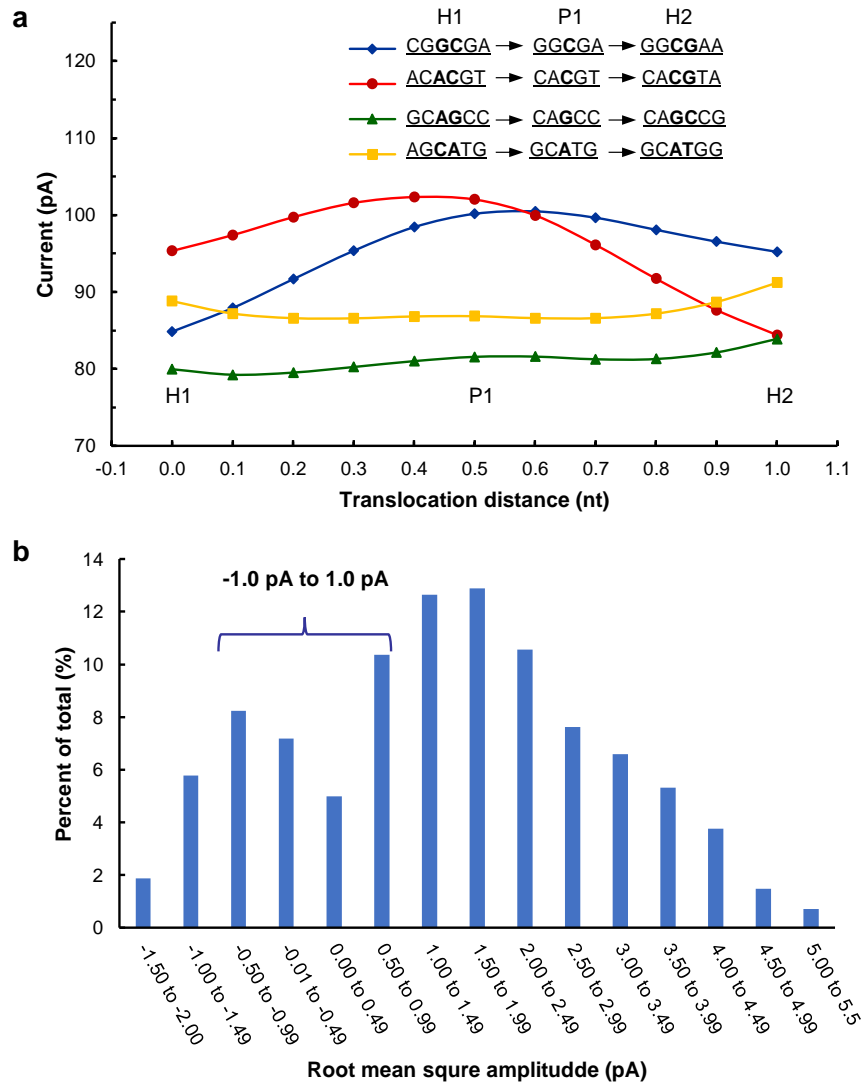 a
H1 P1 H2
CGGCGA GGCGA GGCGAA
ACACGT CACGT CACGTA
GCAGCC CAGCC CAGCCG
AGCATG GCATG GCATGG
120
110
100
90
80
70
Current (pA)
H1 P1 H2
-0.1 0.0 0.1 0.2 0.3 0.4 0.5 0.6 0.7 0.8 0.9 1.0 1.1
Translocation distance (nt)
b
14
12
10
8
6
4
2
0
Percent of total (%)
-1.0 pA to 1.0 pA
-1.50 to -2.00
-1.00 to -1.49
-0.50 to -0.99
-0.01 to -0.49
0.00 to 0.49
0.50 to 0.99
1.00 to 1.49
1.50 to 1.99
2.00 to 2.49
2.50 to 2.99
3.00 to 3.49
3.50 to 3.99
4.00 to 4.49
4.50 to 4.99
5.00 to 5.5
Root mean squre amplitudde (pA)